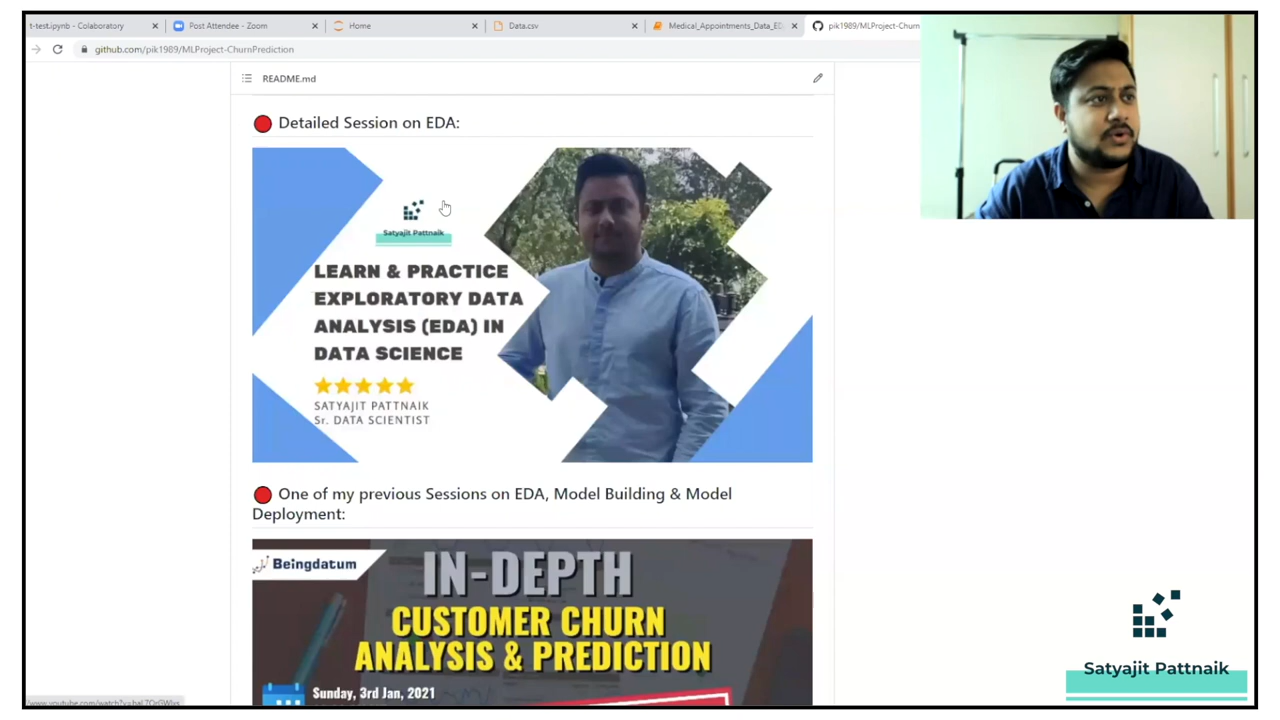 t-test.ipynb - Colaboratory
Post Attendee - Zoom
Home
Data.csv
Medical_Appointments_Data_ED
pik1989/MLProject-Churn
github.com/pik1989/MLProject-ChurnPrediction
README.md
Detailed Session on EDA:
Satyajit Pattnaik
LEARN & PRACTICE
EXPLORATORY DATA
ANALYSIS (EDA) IN
DATA SCIENCE
SATYAJIT PATTNAIK
Sr. DATA SCIENTIST
One of my previous Sessions on EDA, Model Building & Model
Deployment:
Beingdatum
IN-DEPTH
CUSTOMER CHURN
ANALYSIS & PREDICTION
Sunday, 3rd Jan, 2021
Satyajit Pattnaik